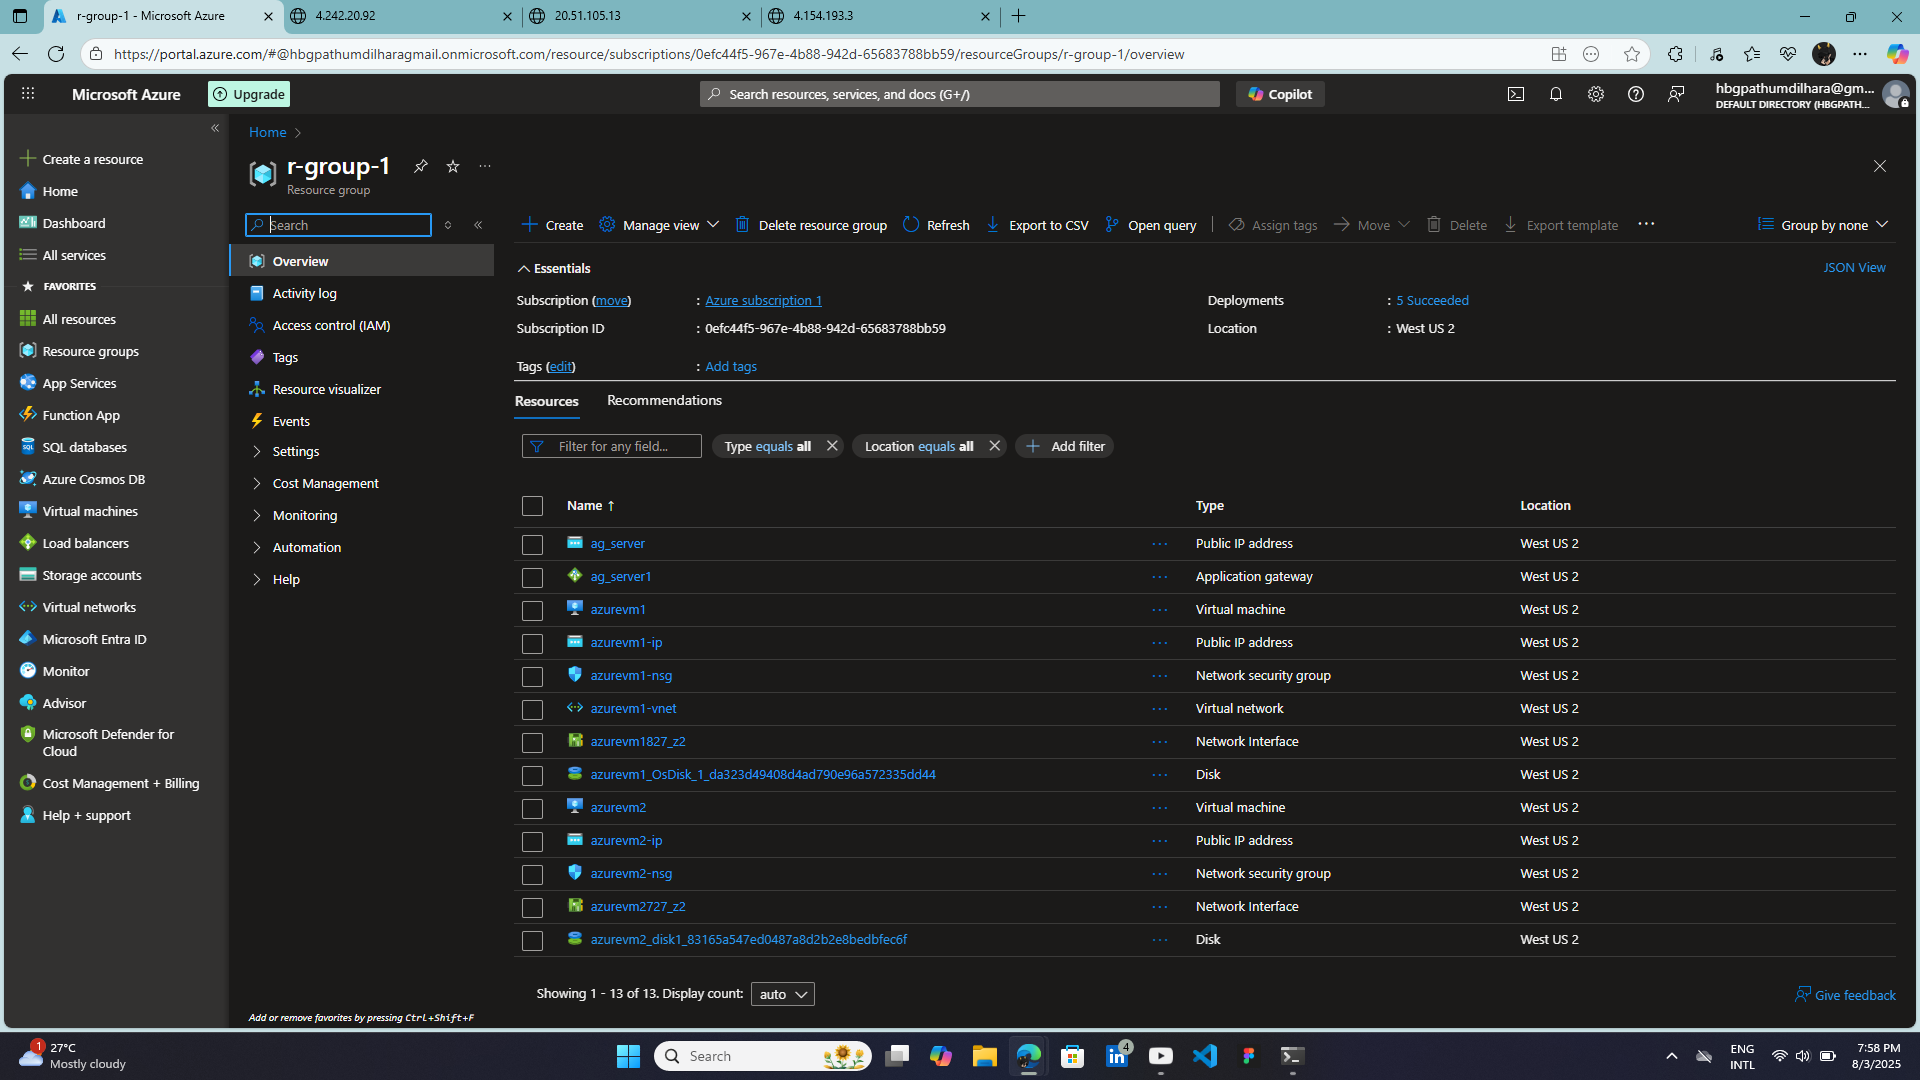 r-group-1 - Microsoft Azure
4.242.20.92
20.51.105.13
4.154.193.3
https://portal.azure.com/#@hbgpathumdilharagmail.onmicrosoft.com/resource/subscriptions/0efc44f5-967e-4b88-942d-65683788bb59/resourceGroups/r-group-1/overview
Microsoft Azure
Upgrade
Search resources, services, and docs (G+/)
Copilot
hbgpathumdilhara@gm...
DEFAULT DIRECTORY (HBGPATH...
Create a resource
Home
Dashboard
All services
FAVORITES
All resources
Resource groups
App Services
Function App
SQL databases
Azure Cosmos DB
Virtual machines
Load balancers
Storage accounts
Virtual networks
Microsoft Entra ID
Monitor
Advisor
Microsoft Defender for
Cloud
Cost Management + Billing
Help + support
Home
r-group-1
Resource group
Search
Overview
Activity log
Access control (IAM)
Tags
Resource visualizer
Events
Settings
Cost Management
Monitoring
Automation
Help
Add or remove favorites by pressing Ctrl+Shift+F
Create
Manage view
Delete resource group
Refresh
Export to CSV
Open query
Assign tags
Move
Delete
Export template
Group by none
Essentials
JSON View
Subscription (move) : Azure subscription 1
Deployments : 5 Succeeded
Subscription ID : 0efc44f5-967e-4b88-942d-65683788bb59
Location : West US 2
Tags (edit) : Add tags
Resources
Recommendations
Filter for any field...
Type equals all
Location equals all
Add filter
Name ↑ Type Location
ag_server Public IP address West US 2
ag_server1 Application gateway West US 2
azurevm1 Virtual machine West US 2
azurevm1-ip Public IP address West US 2
azurevm1-nsg Network security group West US 2
azurevm1-vnet Virtual network West US 2
azurevm1827_z2 Network Interface West US 2
azurevm1_OsDisk_1_da323d49408d4ad790e96a572335dd44 Disk West US 2
azurevm2 Virtual machine West US 2
azurevm2-ip Public IP address West US 2
azurevm2-nsg Network security group West US 2
azurevm2727_z2 Network Interface West US 2
azurevm2_disk1_83165a547ed0487a8d2b2e8bedbfec6f Disk West US 2
Showing 1 - 13 of 13. Display count: auto
Give feedback
1
27°C
Mostly cloudy
Search
4
ENG
INTL
7:58 PM
8/3/2025